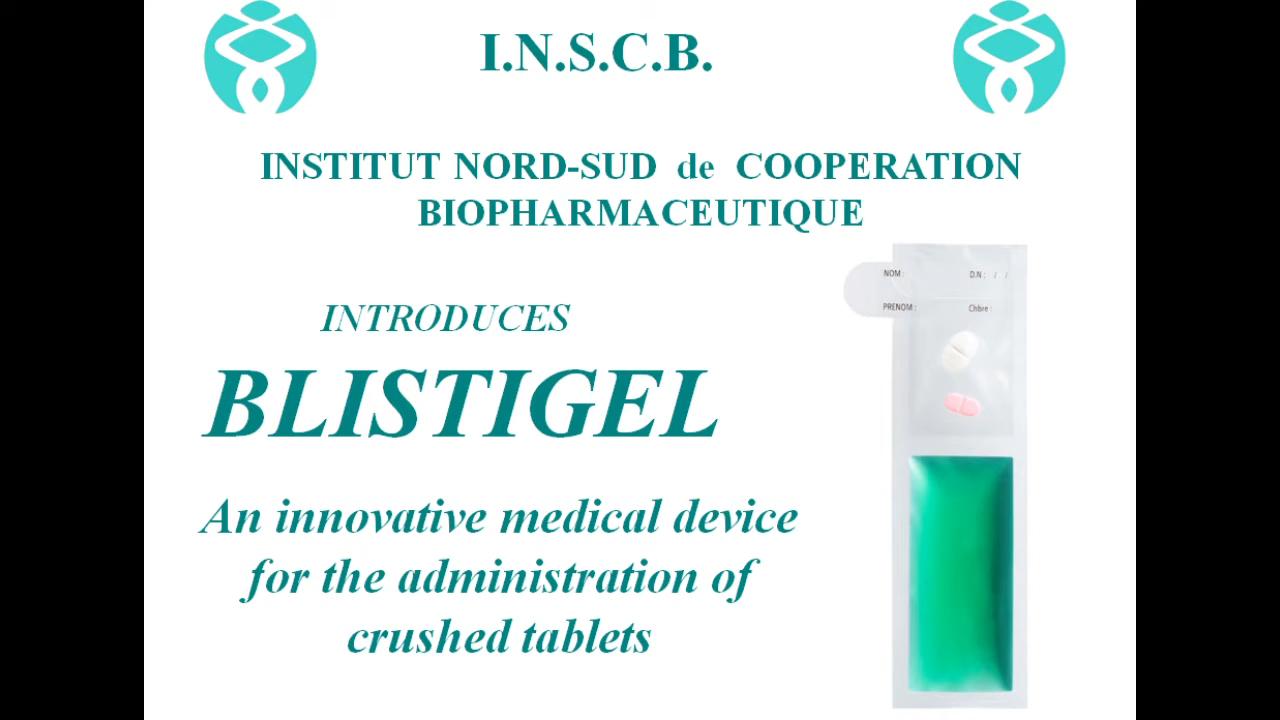 I.N.S.C.B.
INSTITUT NORD-SUD de COOPERATION
BIOPHARMACEUTIQUE
INTRODUCES
BLISTIGEL
An innovative medical device
for the administration of
crushed tablets
NOM : D.N : / /
PRENOM : Chbre :